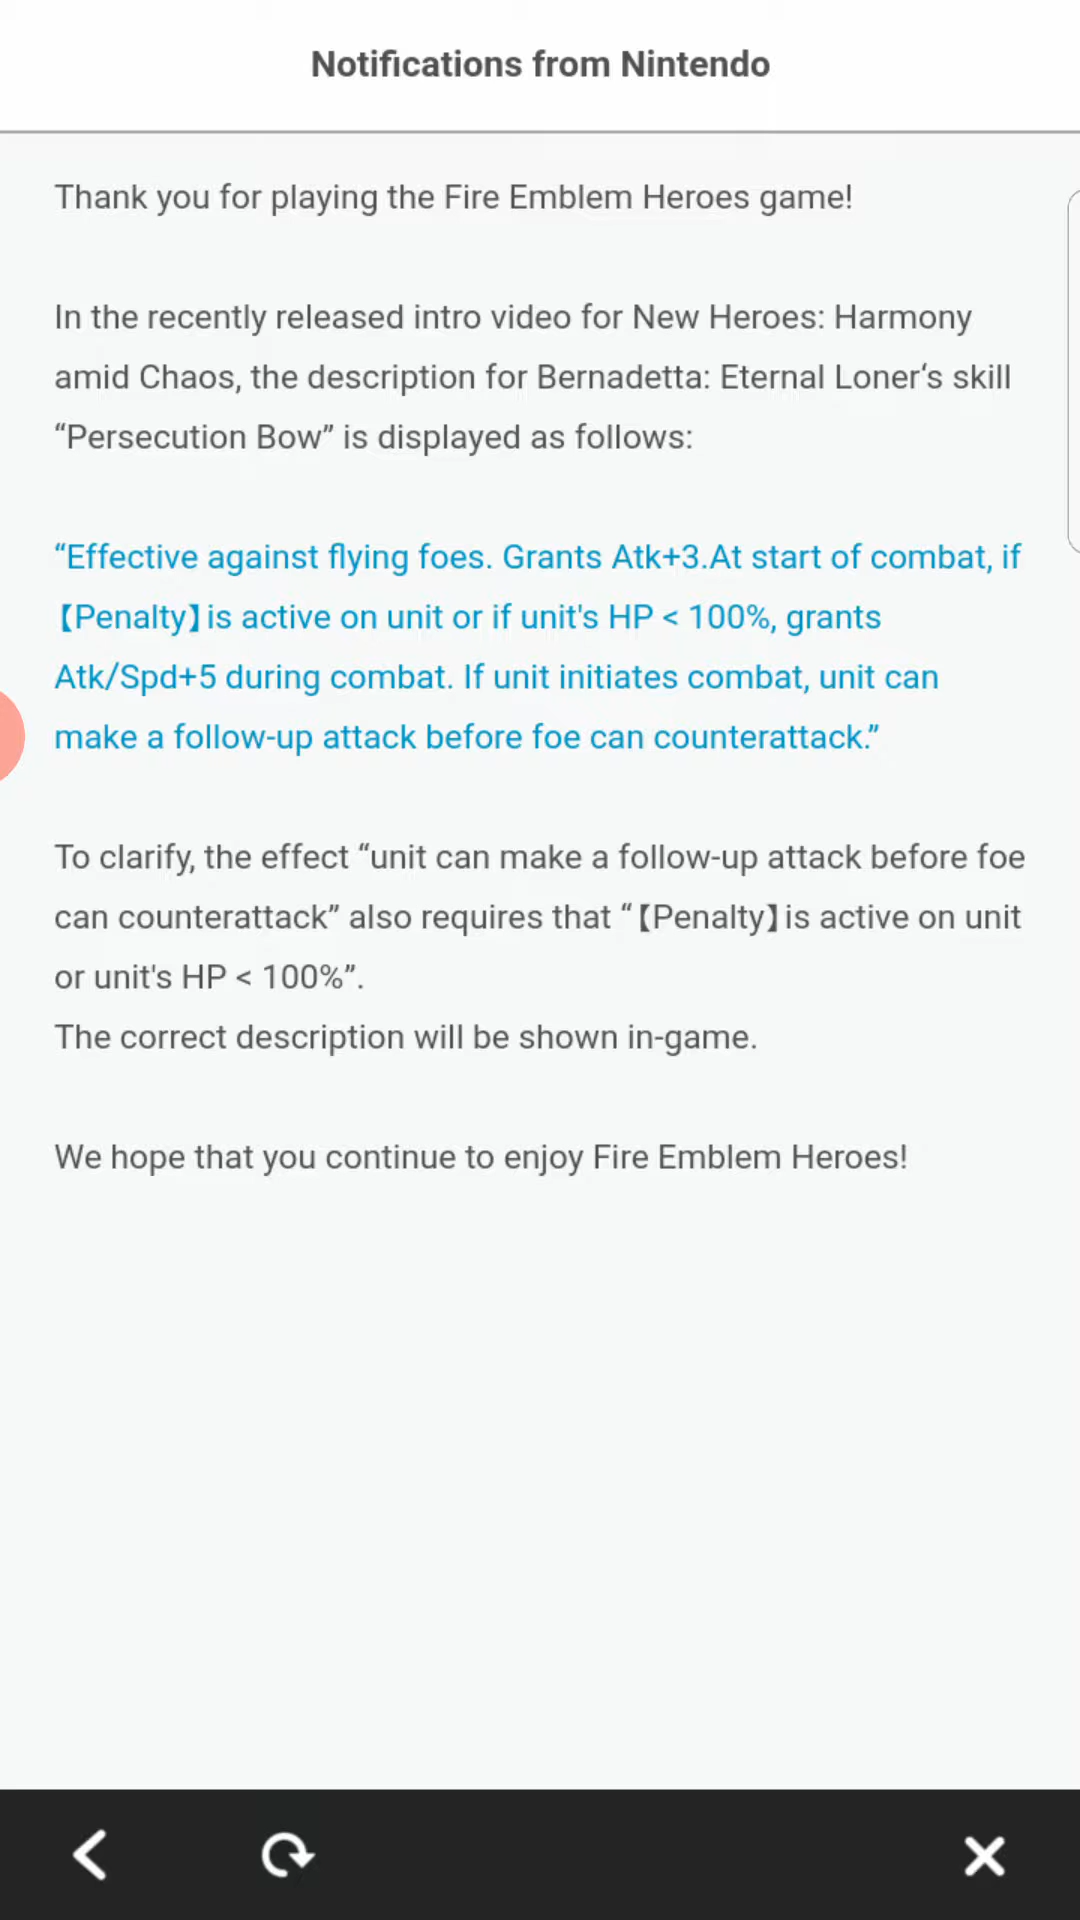 Notifications from Nintendo
Thank you for playing the Fire Emblem Heroes game!
In the recently released intro video for New Heroes: Harmony
amid Chaos, the description for Bernadetta: Eternal Loner‘s skill
“Persecution Bow” is displayed as follows:
“Effective against flying foes. Grants Atk+3.At start of combat, if
【Penalty】is active on unit or if unit's HP < 100%, grants
Atk/Spd+5 during combat. If unit initiates combat, unit can
make a follow-up attack before foe can counterattack.”
To clarify, the effect “unit can make a follow-up attack before foe
can counterattack” also requires that “【Penalty】is active on unit
or unit's HP < 100%”.
The correct description will be shown in-game.
We hope that you continue to enjoy Fire Emblem Heroes!